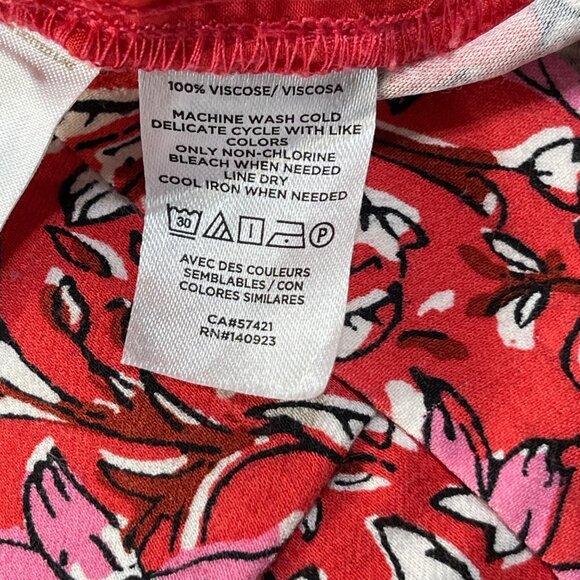 100% VISCOSE/ VISCOSA
MACHINE WASH COLD
DELICATE CYCLE WITH LIKE
COLORS
ONLY NON-CHLORINE
BLEACH WHEN NEEDED
LINE DRY
COOL IRON WHEN NEEDED
30 P
AVEC DES COULEURS
SEMBLABLES / CON
COLORES SIMILARES
CA#57421
RN#140923